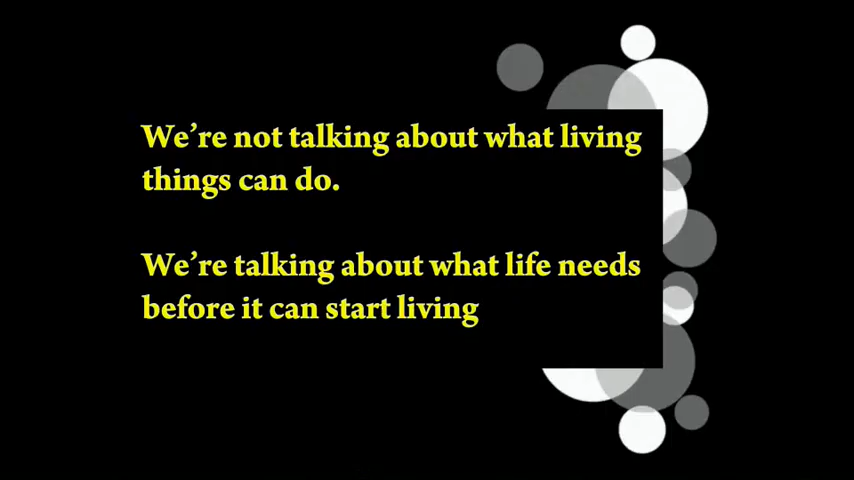 We’re not talking about what living
things can do.
We’re talking about what life needs
before it can start living